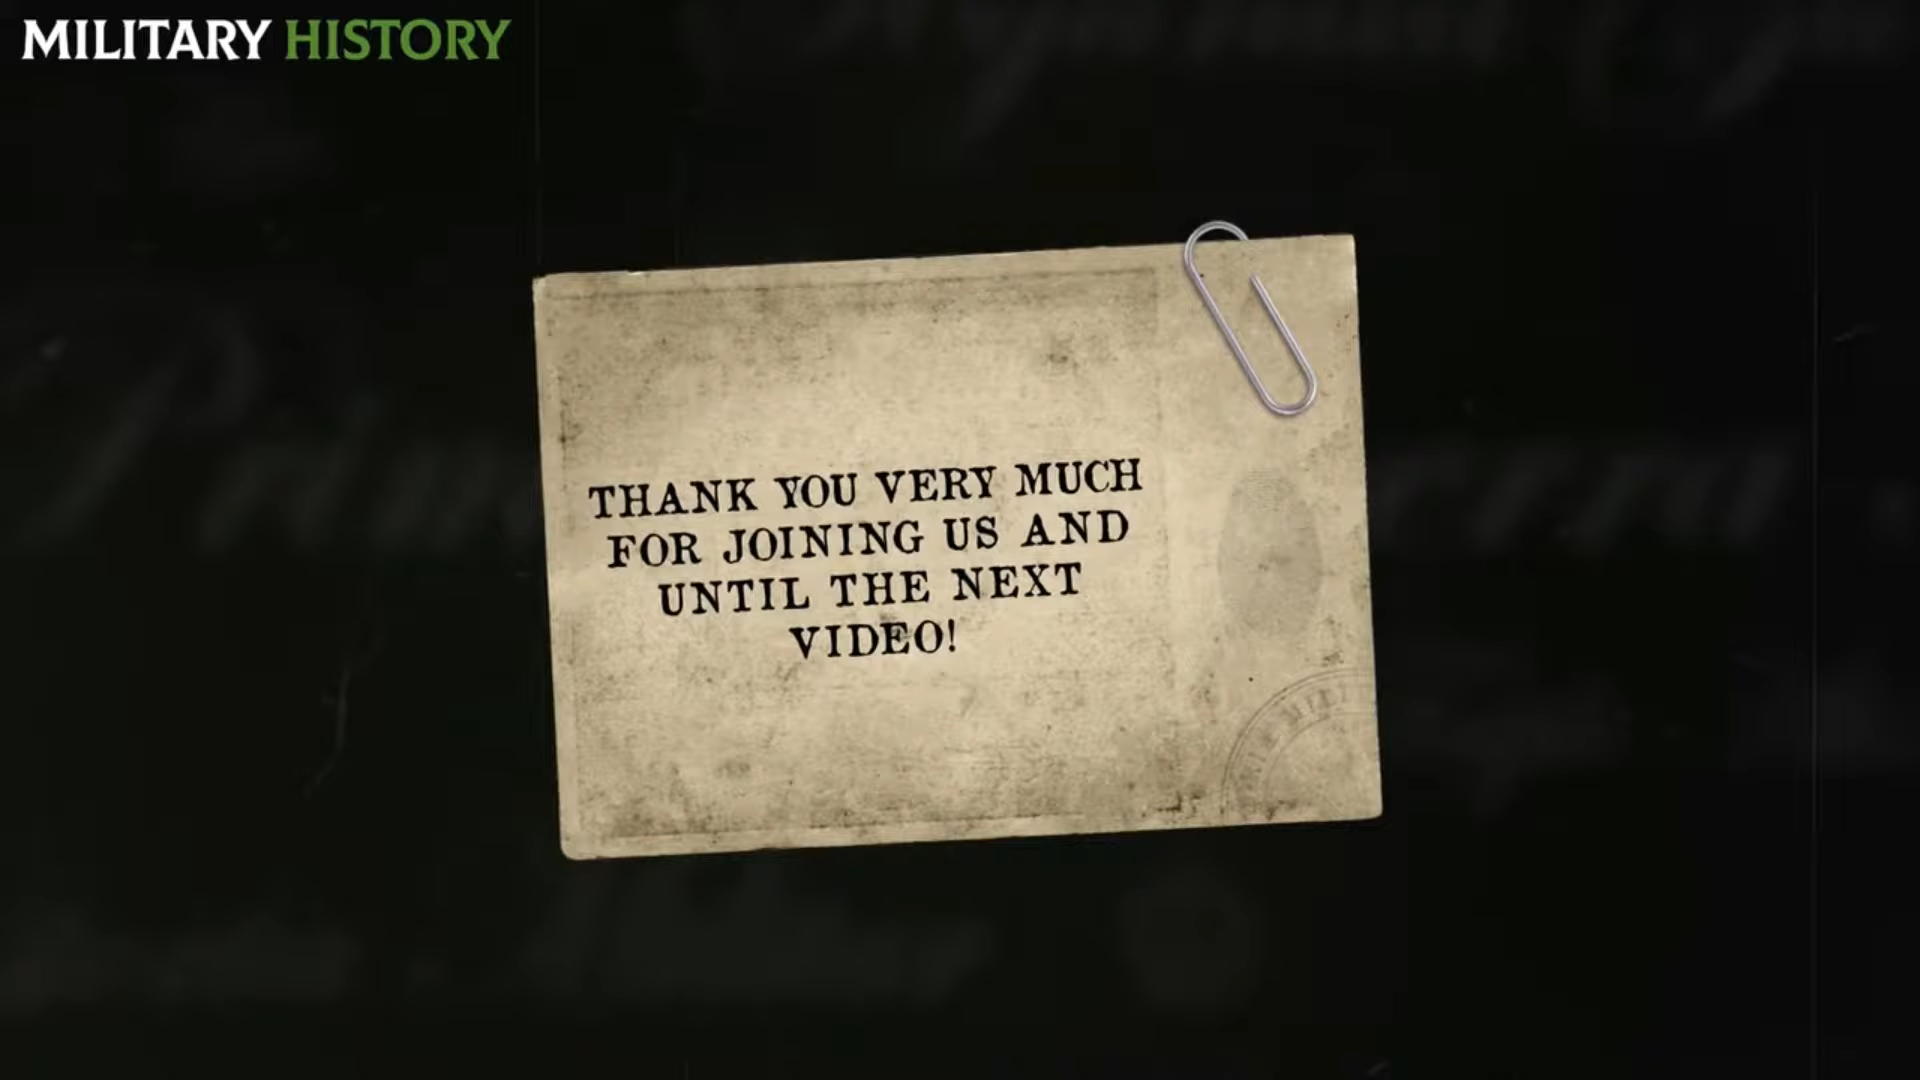 MILITARY HISTORY
THANK YOU VERY MUCH
FOR JOINING US AND
UNTIL THE NEXT
VIDEO!